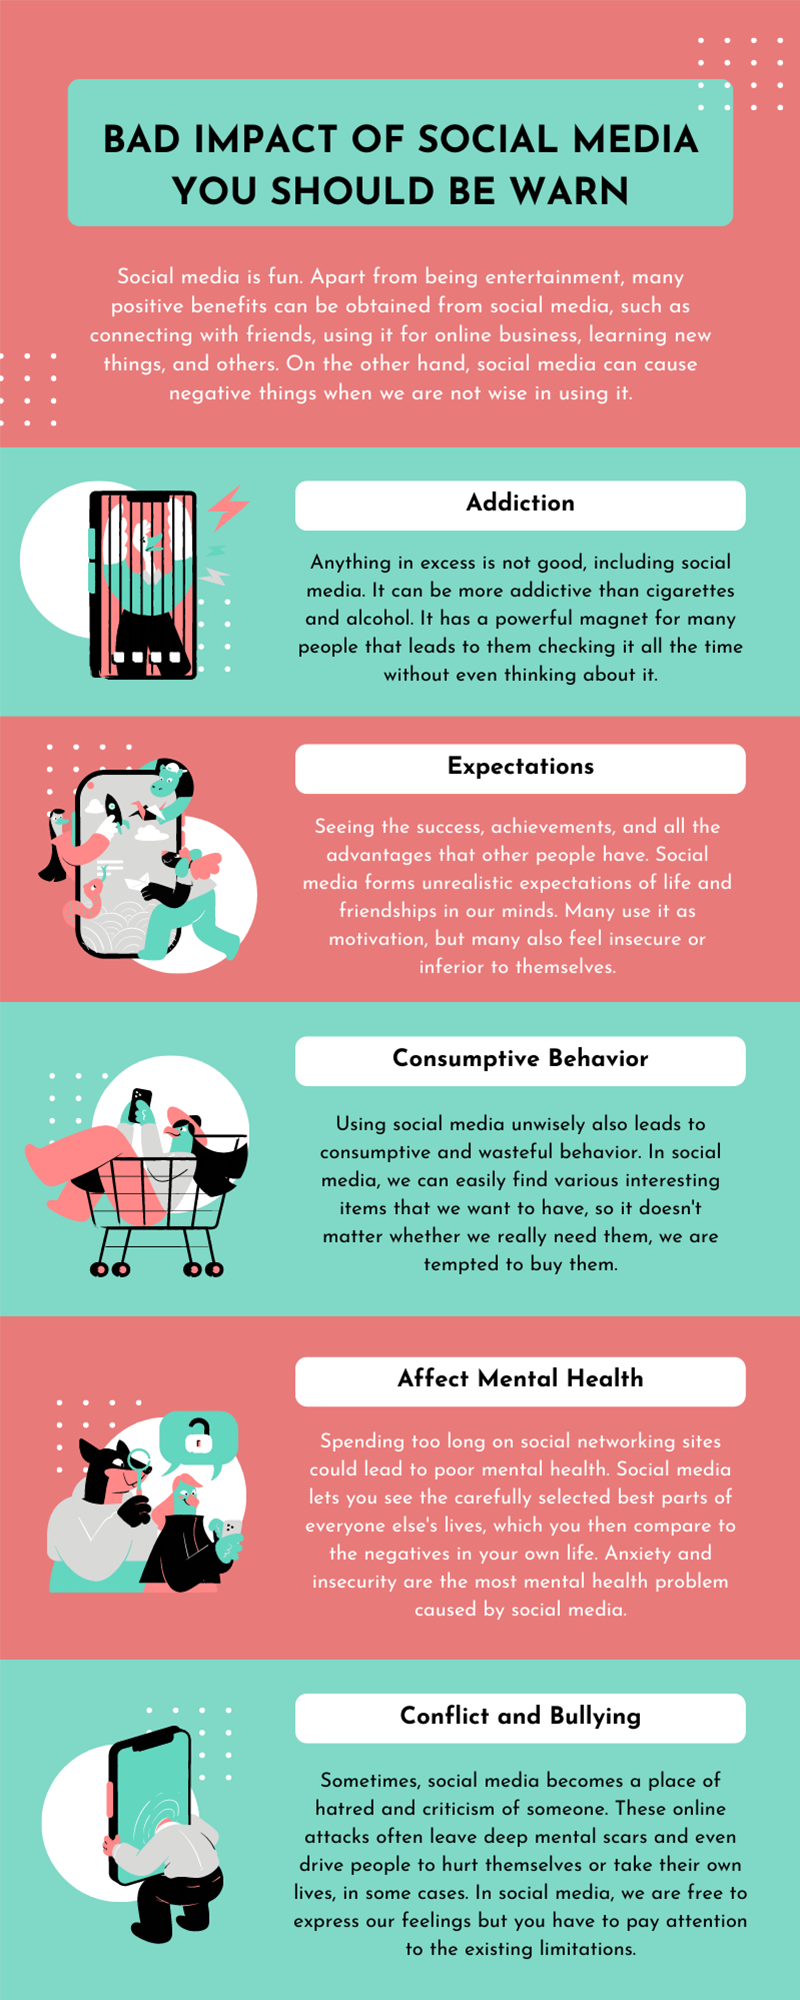 BAD IMPACT OF SOCIAL MEDIA
YOU SHOULD BE WARN
Social media is fun. Apart from being entertainment, many
positive benefits can be obtained from social media, such as
connecting with friends, using it for online business, learning new
things, and others. On the other hand, social media can cause
negative things when we are not wise in using it.
Addiction
Anything in excess is not good, including social
media. It can be more addictive than cigarettes
and alcohol. It has a powerful magnet for many
people that leads to them checking it all the time
without even thinking about it.
Expectations
Seeing the success, achievements, and all the
advantages that other people have. Social
media forms unrealistic expectations of life and
friendships in our minds. Many use it as
motivation, but many also feel insecure or
inferior to themselves.
Consumptive Behavior
Using social media unwisely also leads to
consumptive and wasteful behavior. In social
media, we can easily find various interesting
items that we want to have, so it doesn't
matter whether we really need them, we are
tempted to buy them.
Affect Mental Health
Spending too long on social networking sites
could lead to poor mental health. Social media
lets you see the carefully selected best parts of
everyone else's lives, which you then compare to
the negatives in your own life. Anxiety and
insecurity are the most mental health problem
caused by social media.
Conflict and Bullying
Sometimes, social media becomes a place of
hatred and criticism of someone. These online
attacks often leave deep mental scars and even
drive people to hurt themselves or take their own
lives, in some cases. In social media, we are free to
express our feelings but you have to pay attention
to the existing limitations.